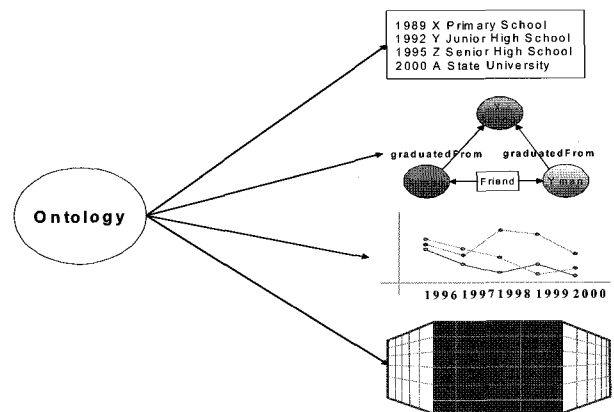 1989 X Primary School
1992 Y Junior High School
1995 Z Senior High School
2000 A State University
graduatedFrom graduatedFrom
Friend
Y-man
Ontology
1996 1997 1998 1999 2000